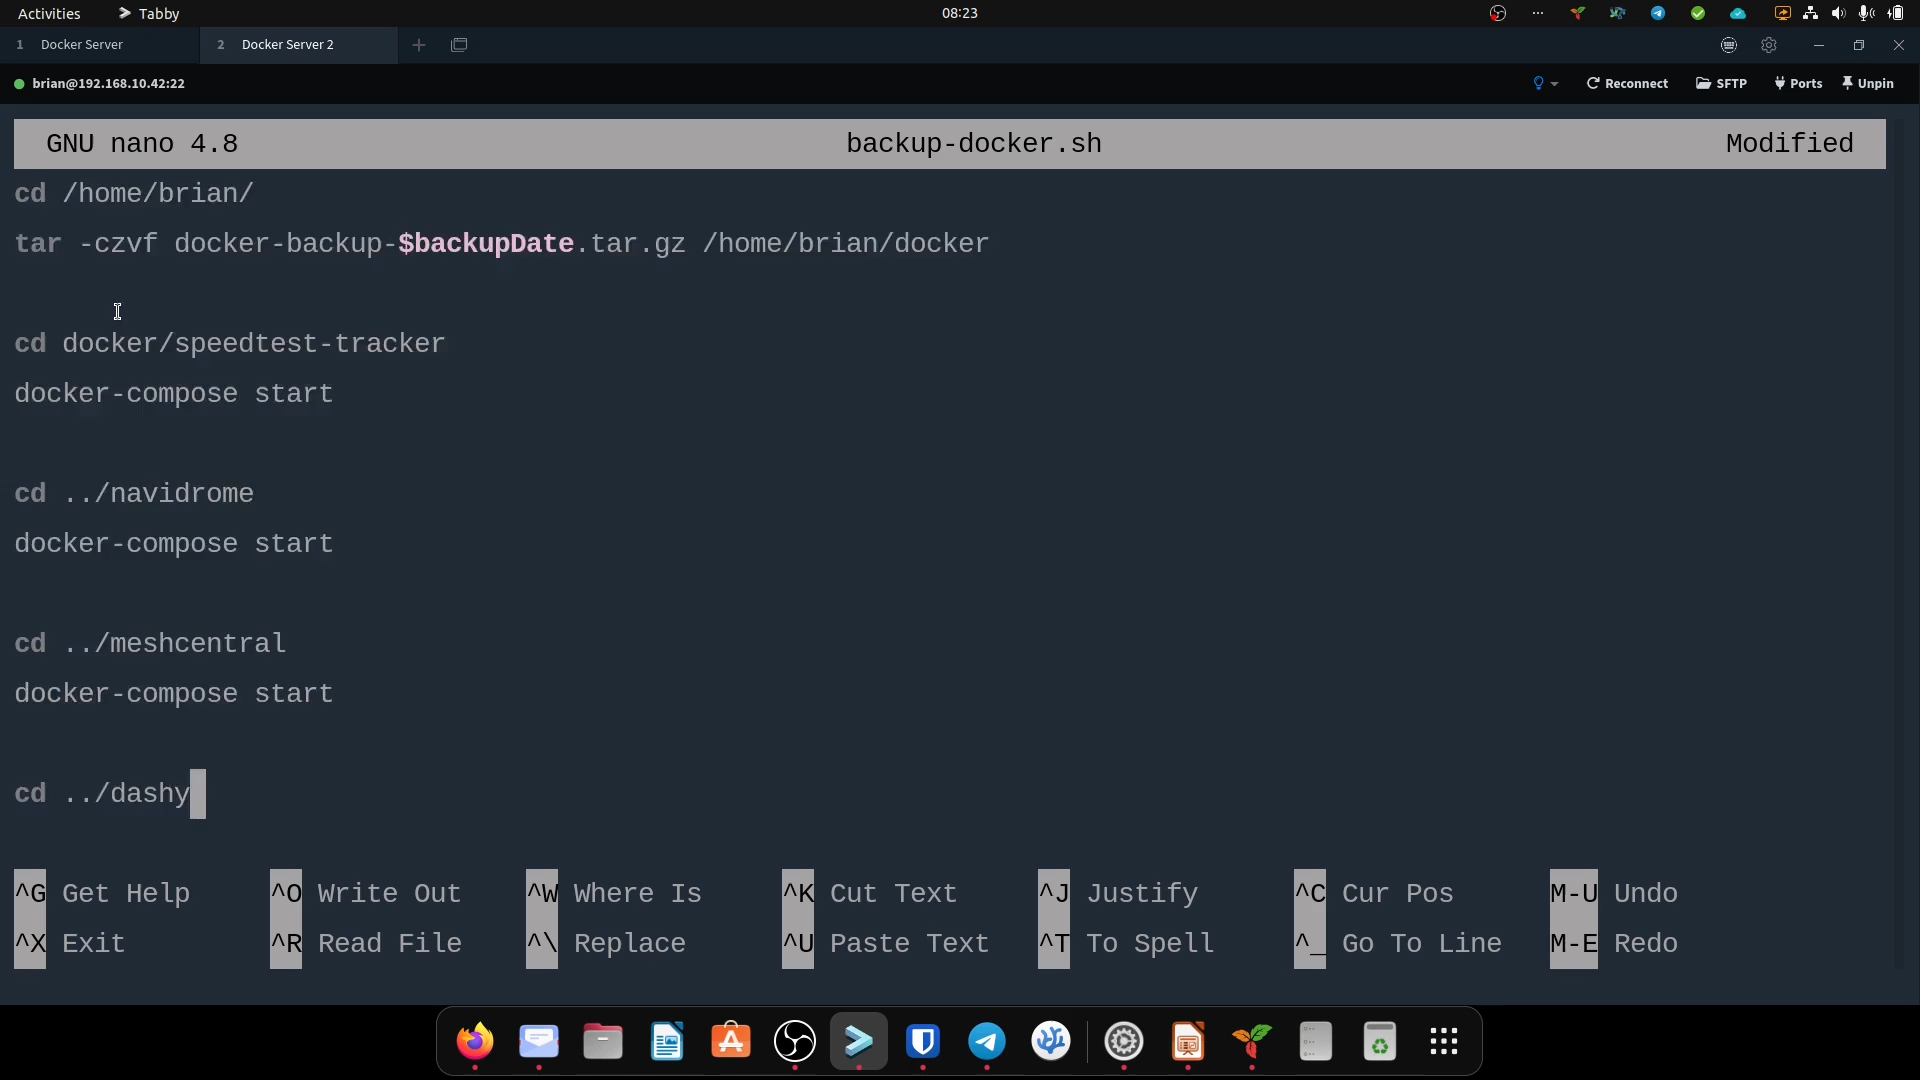 Activities Tabby 08:23
1 Docker Server 2 Docker Server 2
brian@192.168.10.42:22 Reconnect SFTP Ports Unpin
GNU nano 4.8 backup-docker.sh Modified
cd /home/brian/
tar -czvf docker-backup-$backupDate.tar.gz /home/brian/docker
cd docker/speedtest-tracker
docker-compose start
cd ../navidrome
docker-compose start
cd ../meshcentral
docker-compose start
cd ../dashy
^G Get Help ^O Write Out ^W Where Is ^K Cut Text ^J Justify ^C Cur Pos M-U Undo
^X Exit ^R Read File ^\ Replace ^U Paste Text ^T To Spell ^_ Go To Line M-E Redo